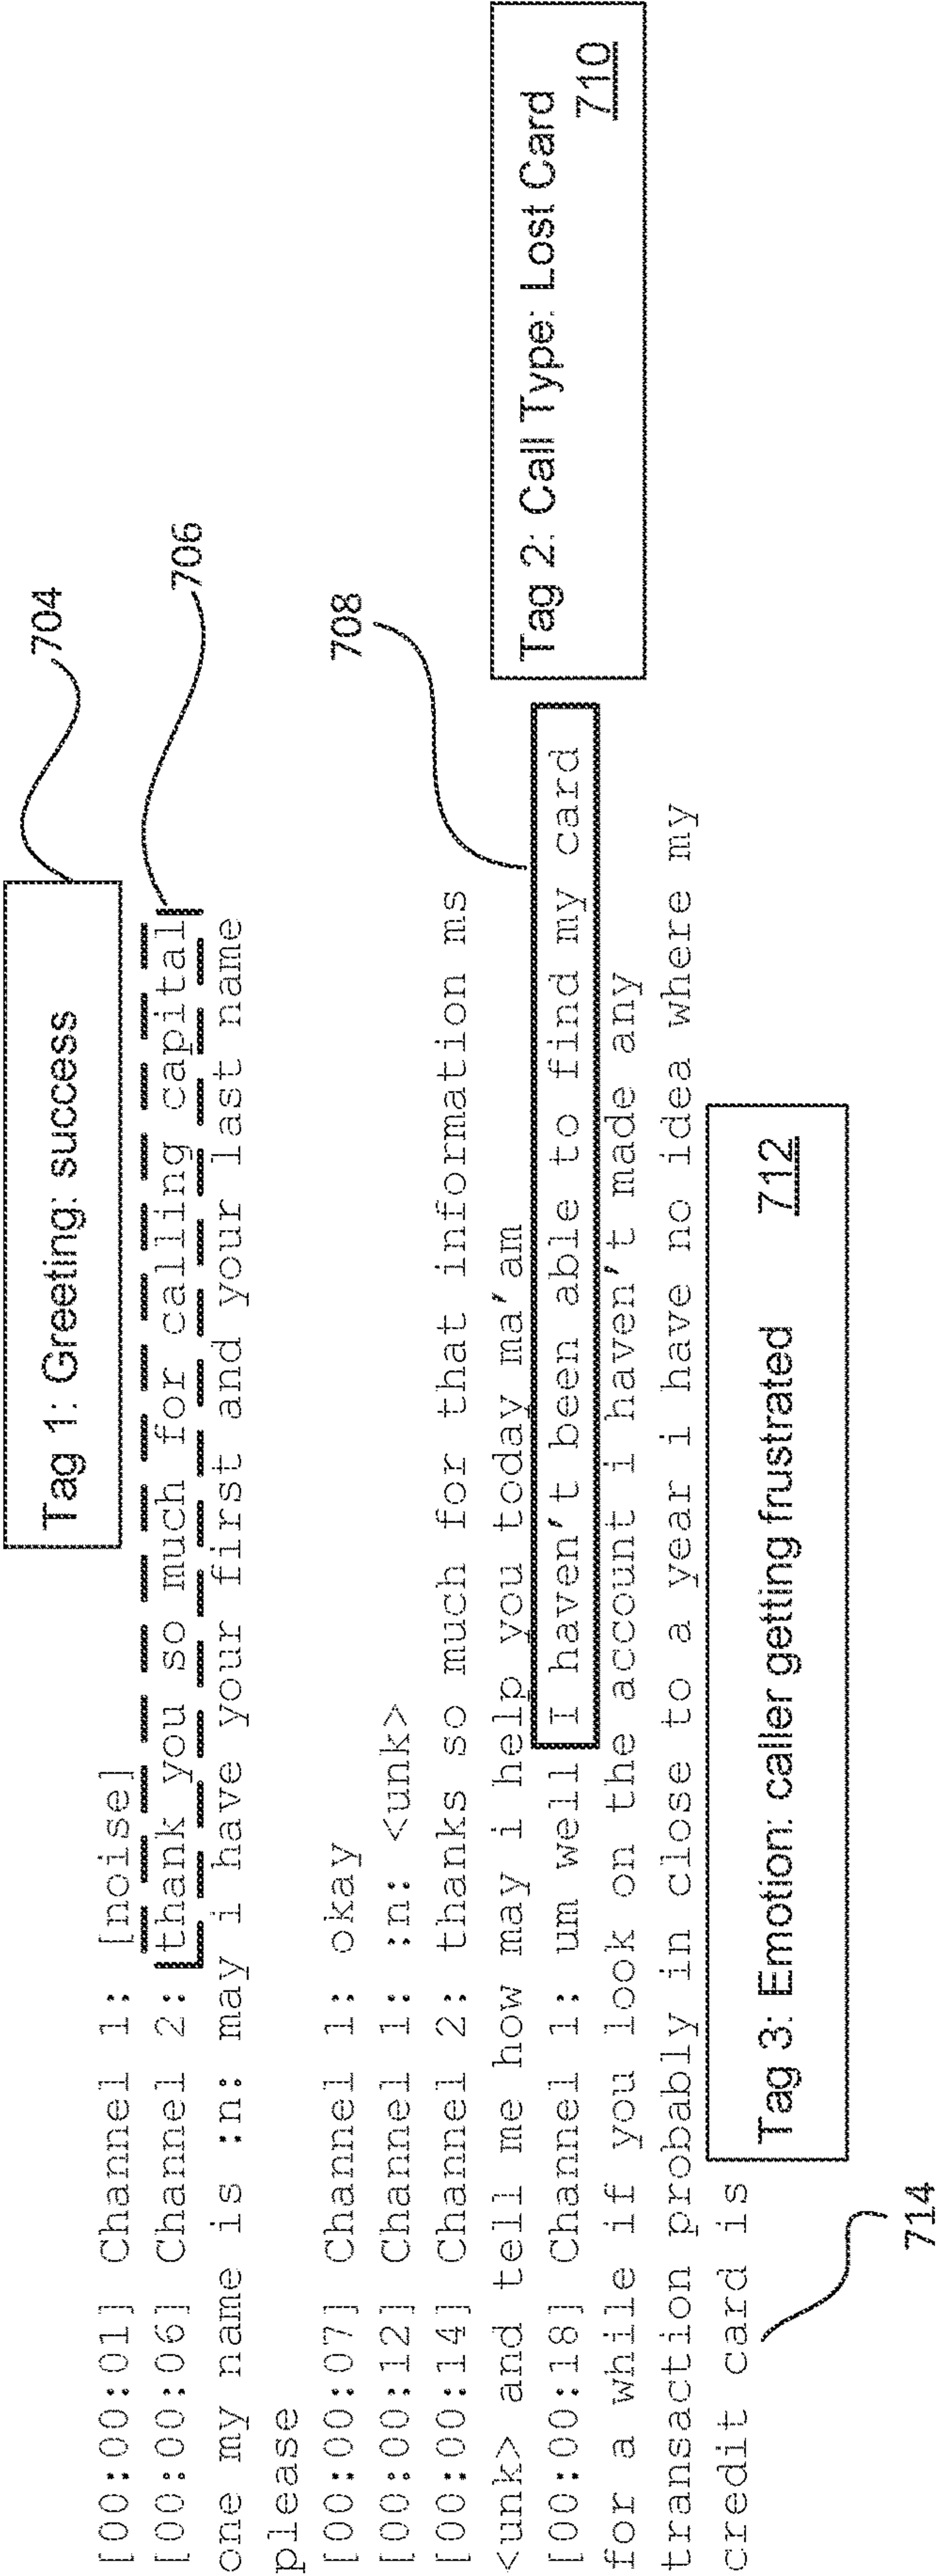 704
Tag 1: Greeting: success
[00:00:01] Channel 1: [noise]
[00:00:06] Channel 2: thank you so much for calling capital
706
one my name is :n: may i have your first and your last name
please
[00:00:07] Channel 1: okay
708
[00:00:12] Channel 1: :n: <unk>
[00:00:14] Channel 2: thanks so much for that information ms
<unk> and tell me how may i help you today ma'am
[00:00:18] Channel 1: um well I haven't been able to find my card
Tag 2: Call Type: Lost Card
710
for a while if you look on the account i haven't made any
transaction probably in close to a year i have no idea where my
credit card is
Tag 3: Emotion: caller getting frustrated 712
714